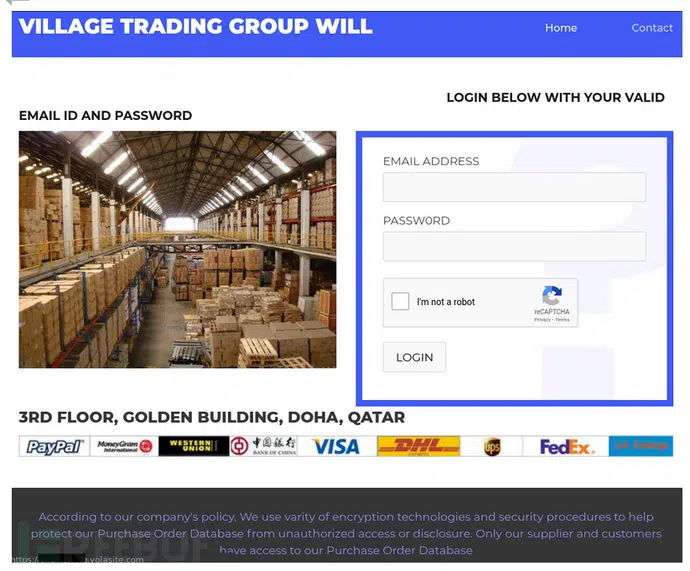 VILLAGE TRADING GROUP WILL
Home
Contact
LOGIN BELOW WITH YOUR VALID
EMAIL ID AND PASSWORD
EMAIL ADDRESS
PASSW0RD
I'm not a robot
reCAPTCHA
Privacy - Terms
LOGIN
3RD FLOOR, GOLDEN BUILDING, DOHA, QATAR
PayPal
MoneyGram
International
WESTERN
UNION
中国银行
BANK OF CHINA
VISA
DHL
EXPRESS
ups
FedEx
According to our company's policy, We use varity of encryption technologies and security procedures to help
protect our Purchase Order Database from unauthorized access or disclosure. Only our supplier and customers
have access to our Purchase Order Database
REEBUF
.yolasite.com